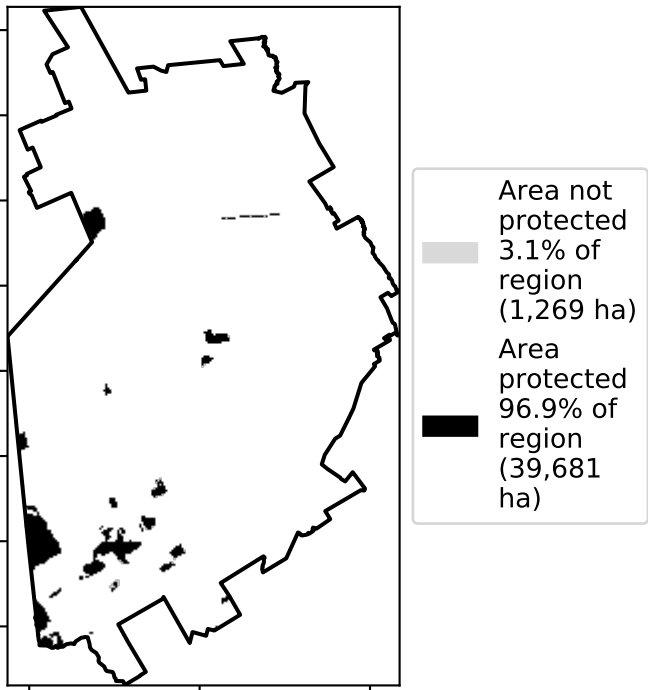 Area not
protected
3.1% of
region
(1,269 ha)
Area
protected
96.9% of
region
(39,681
ha)